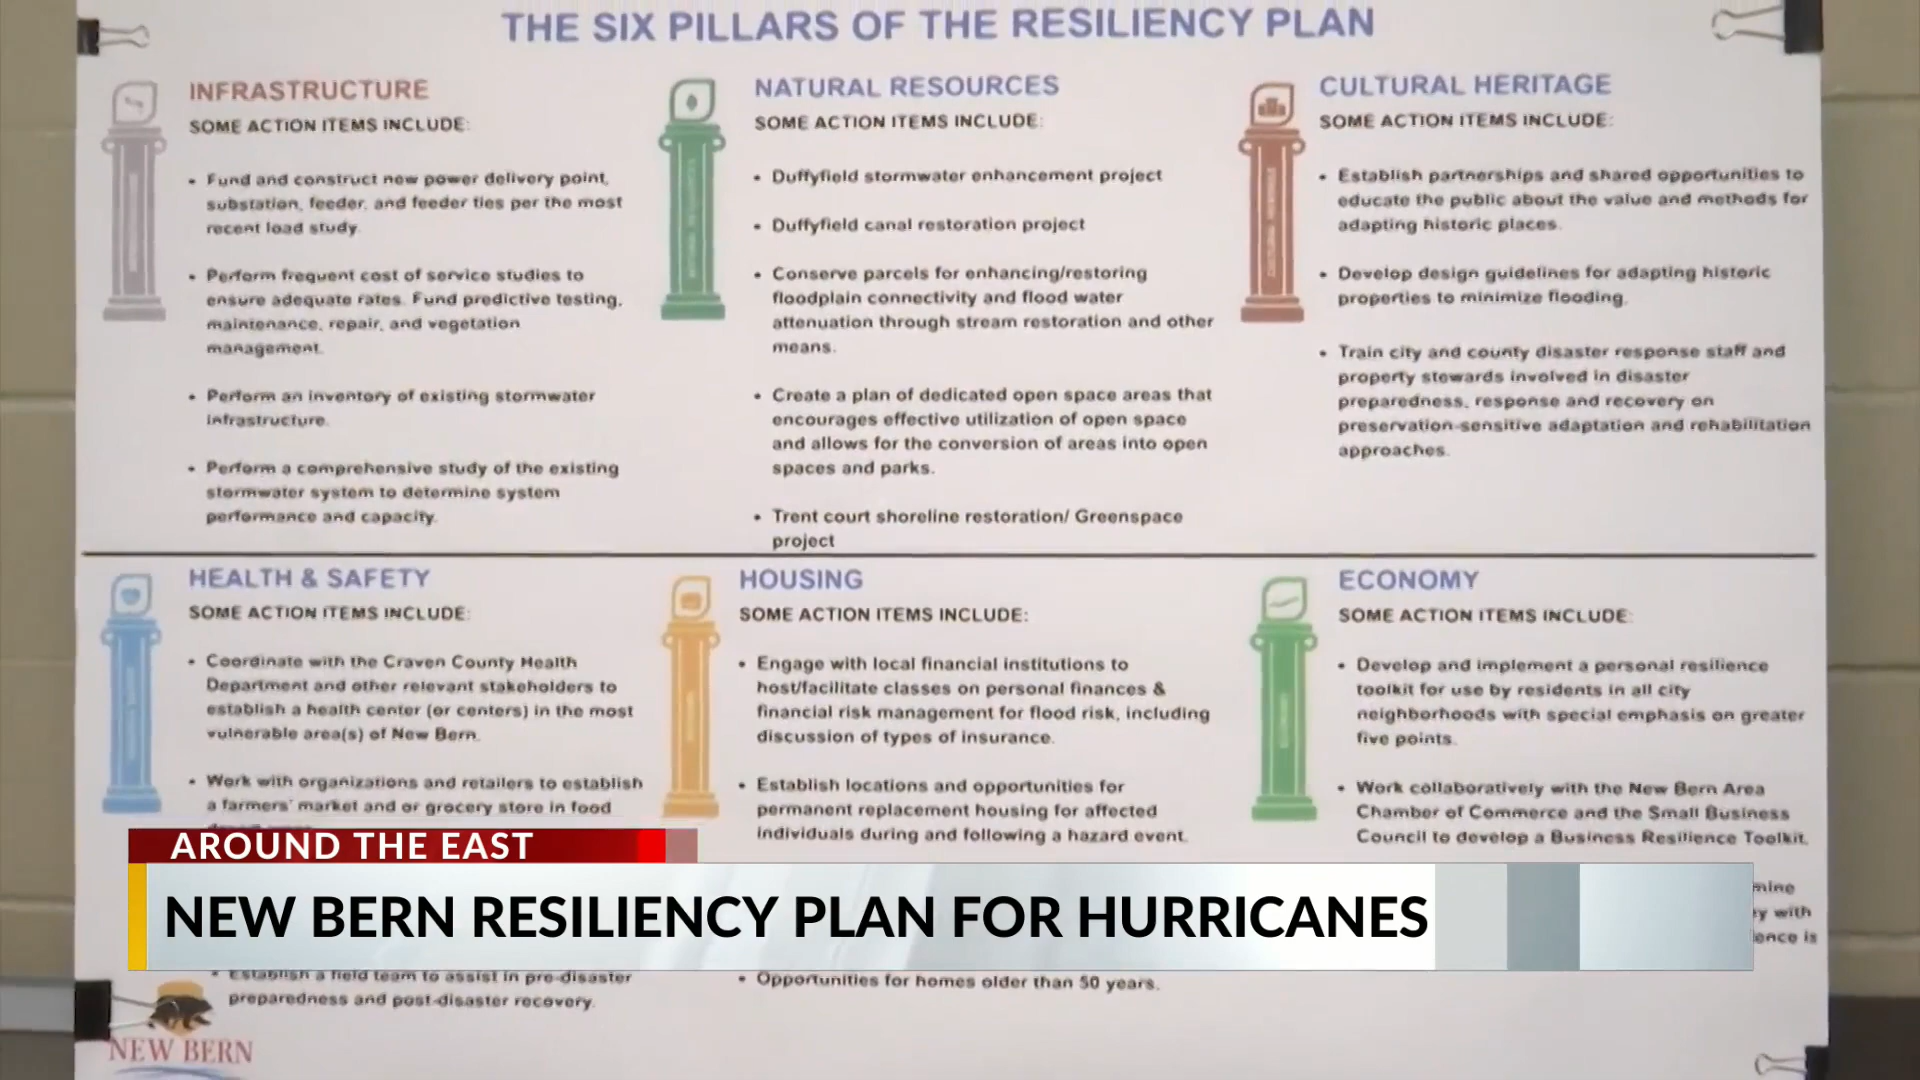 THE SIX PILLARS OF THE RESILIENCY PLAN
INFRASTRUCTURE
SOME ACTION ITEMS INCLUDE:
• Fund and construct new power delivery point,
substation, feeder, and feeder ties per the most
recent load study.
• Perform frequent cost of service studies to
ensure adequate rates. Fund predictive testing,
maintenance, repair, and vegetation
management.
• Perform an inventory of existing stormwater
infrastructure.
• Perform a comprehensive study of the existing
stormwater system to determine system
performance and capacity.
NATURAL RESOURCES
SOME ACTION ITEMS INCLUDE:
• Duffyfield stormwater enhancement project
• Duffyfield canal restoration project
• Conserve parcels for enhancing/restoring
floodplain connectivity and flood water
attenuation through stream restoration and other
means.
• Create a plan of dedicated open space areas that
encourages effective utilization of open space
and allows for the conversion of areas into open
spaces and parks.
• Trent court shoreline restoration/ Greenspace
project
CULTURAL HERITAGE
SOME ACTION ITEMS INCLUDE:
• Establish partnerships and shared opportunities to
educate the public about the value and methods for
adapting historic places.
• Develop design guidelines for adapting historic
properties to minimize flooding.
• Train city and county disaster response staff and
property stewards involved in disaster
preparedness, response and recovery on
preservation-sensitive adaptation and rehabilitation
approaches.
HEALTH & SAFETY
SOME ACTION ITEMS INCLUDE:
• Coordinate with the Craven County Health
Department and other relevant stakeholders to
establish a health center (or centers) in the most
vulnerable area(s) of New Bern.
• Work with organizations and retailers to establish
a farmers' market and or grocery store in food
• Establish a field team to assist in pre-disaster
preparedness and post-disaster recovery.
HOUSING
SOME ACTION ITEMS INCLUDE:
• Engage with local financial institutions to
host/facilitate classes on personal finances &
financial risk management for flood risk, including
discussion of types of insurance.
• Establish locations and opportunities for
permanent replacement housing for affected
individuals during and following a hazard event.
• Opportunities for homes older than 50 years.
ECONOMY
SOME ACTION ITEMS INCLUDE:
• Develop and implement a personal resilience
toolkit for use by residents in all city
neighborhoods with special emphasis on greater
five points.
• Work collaboratively with the New Bern Area
Chamber of Commerce and the Small Business
Council to develop a Business Resilience Toolkit.
with
is
AROUND THE EAST
NEW BERN RESILIENCY PLAN FOR HURRICANES
NEW BERN